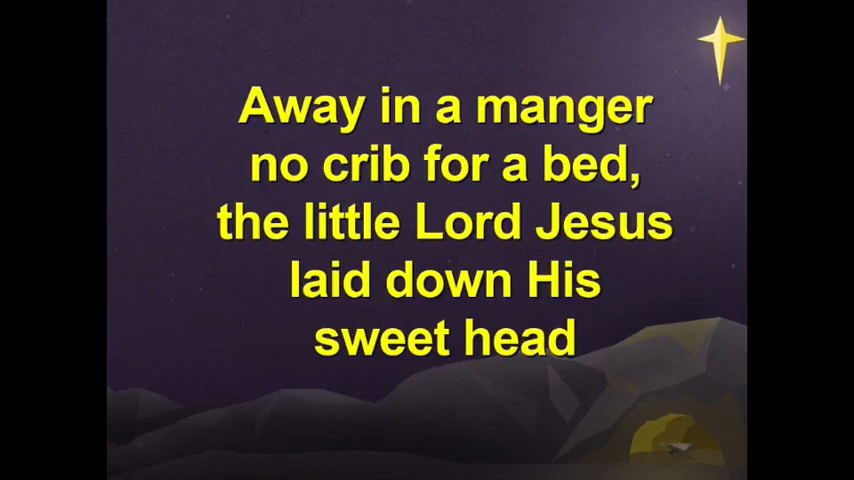 Away in a manger
no crib for a bed,
the little Lord Jesus
laid down His
sweet head